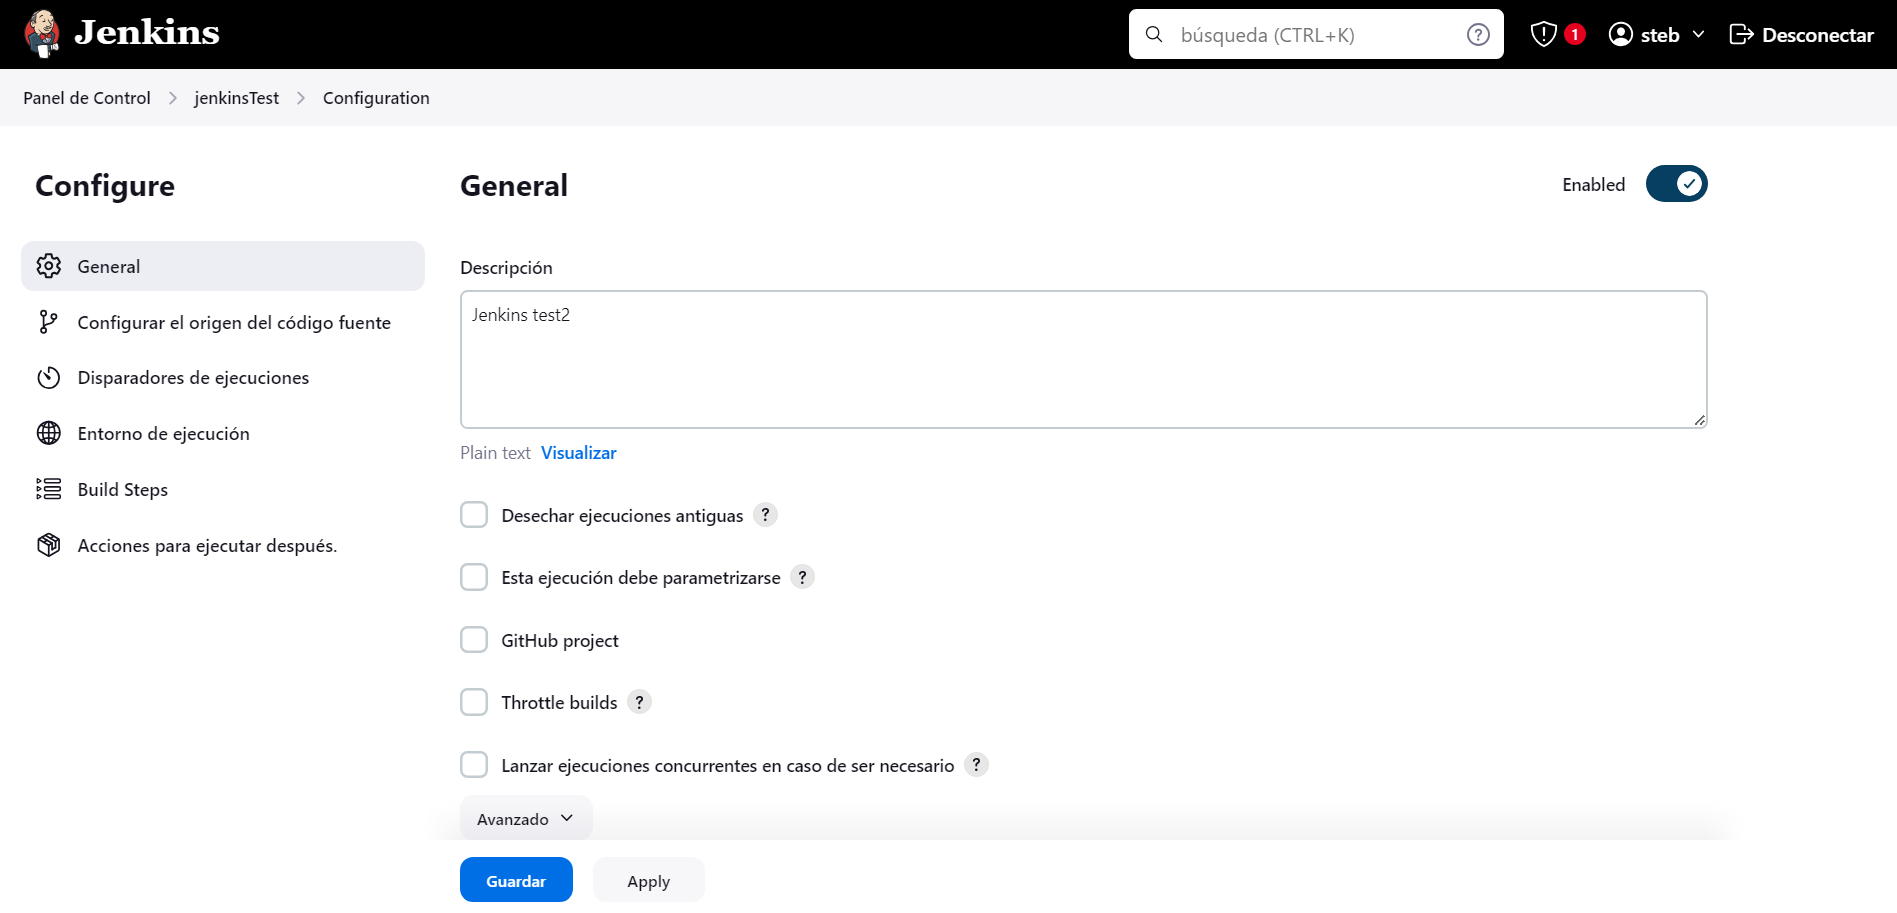 Jenkins
búsqueda (CTRL+K)
?
1
steb
Desconectar
Panel de Control
jenkinsTest
Configuration
Configure
General
Configurar el origen del código fuente
Disparadores de ejecuciones
Entorno de ejecución
Build Steps
Acciones para ejecutar después.
General
Enabled
Descripción
Jenkins test2
Plain text Visualizar
Desechar ejecuciones antiguas ?
Esta ejecución debe parametrizarse ?
GitHub project
Throttle builds ?
Lanzar ejecuciones concurrentes en caso de ser necesario ?
Avanzado
Guardar
Apply